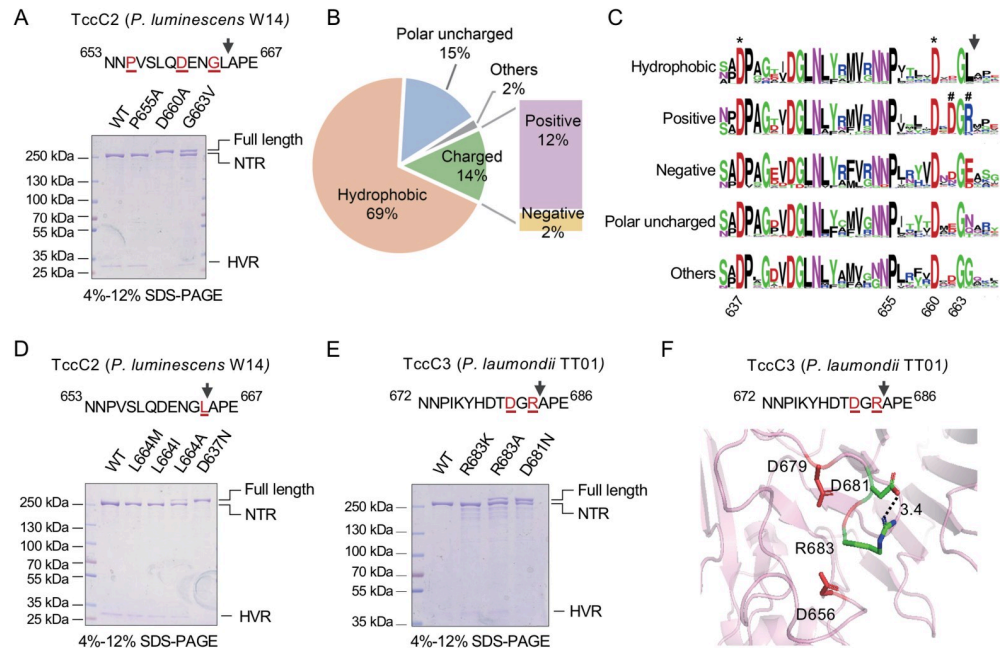 A
TccC2 (P. luminescens W14)
653 NNPVSLQDENGLAPE 667
WT
P655A
D660A
G663V
Full length
NTR
HVR
250 kDa
130 kDa
100 kDa
70 kDa
55 kDa
35 kDa
25 kDa
4%-12% SDS-PAGE
B
Polar uncharged
15%
Others
2%
Charged
14%
Hydrophobic
69%
Positive
12%
Negative
2%
C
Hydrophobic
Positive
Negative
Polar uncharged
Others
*
*
# #
637
655
660
663
D
TccC2 (P. luminescens W14)
653 NNPVSLQDENGLAPE 667
WT
L664M
L664I
L664A
D637N
Full length
NTR
HVR
250 kDa
130 kDa
100 kDa
70 kDa
55 kDa
35 kDa
25 kDa
4%-12% SDS-PAGE
E
TccC3 (P. laumondii TT01)
672 NNPIKYHDTDGRAPE 686
WT
R683K
R683A
D681N
Full length
NTR
HVR
250 kDa
130 kDa
100 kDa
70 kDa
55 kDa
35 kDa
4%-12% SDS-PAGE
F
TccC3 (P. laumondii TT01)
672 NNPIKYHDTDGRAPE 686
D679
D681
3.4
R683
D656